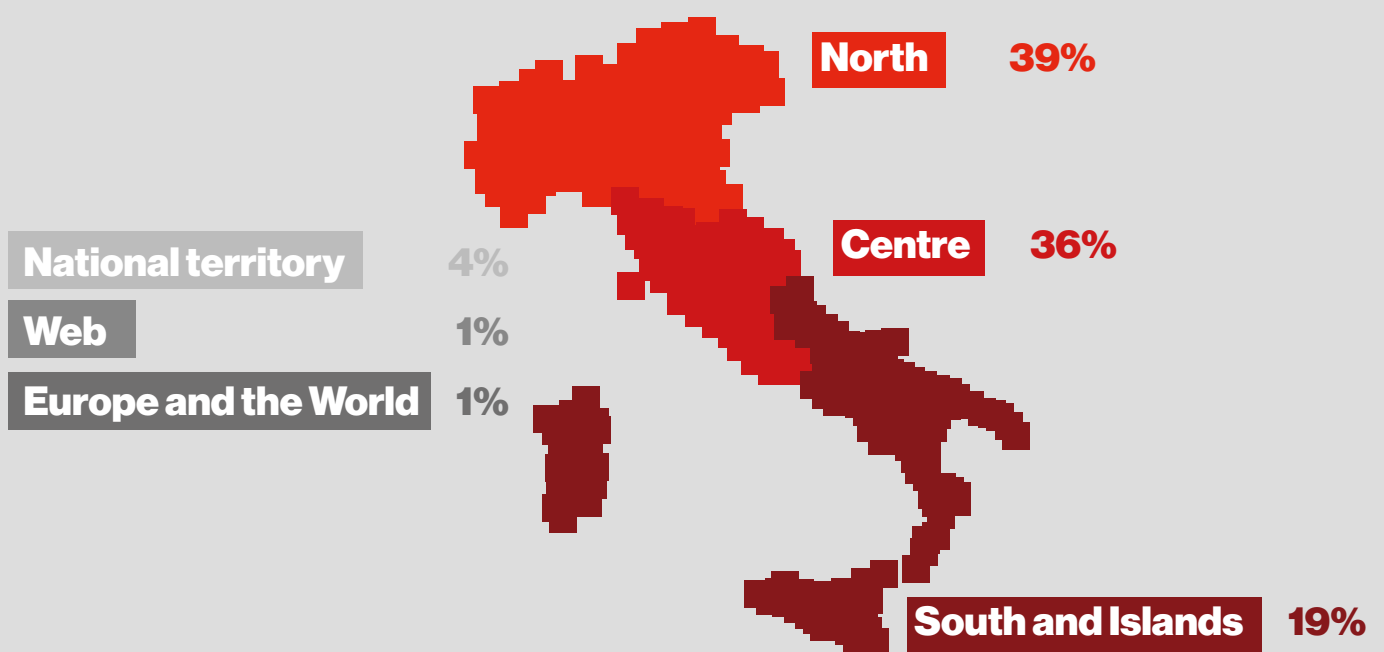 North 39%
Centre 36%
National territory 4%
Web 1%
Europe and the World 1%
South and Islands 19%